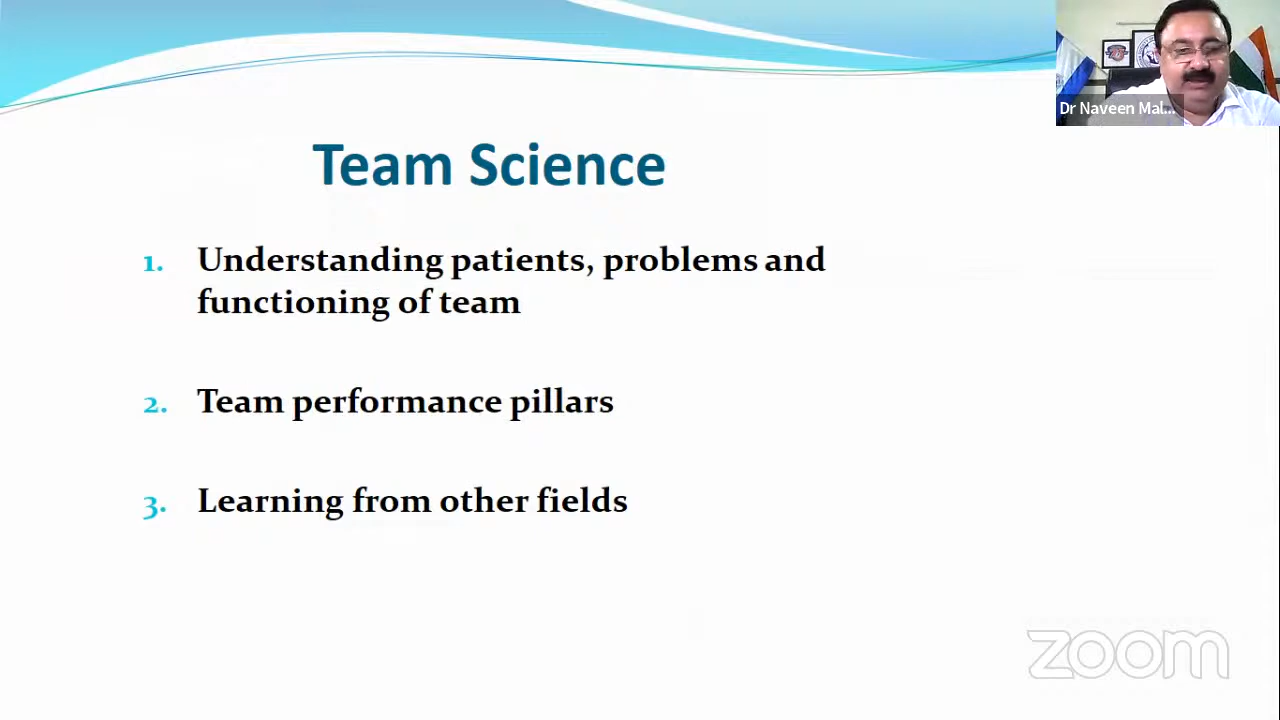 Dr Naveen Mal...
Team Science
1. Understanding patients, problems and
functioning of team
2. Team performance pillars
3. Learning from other fields
zoom